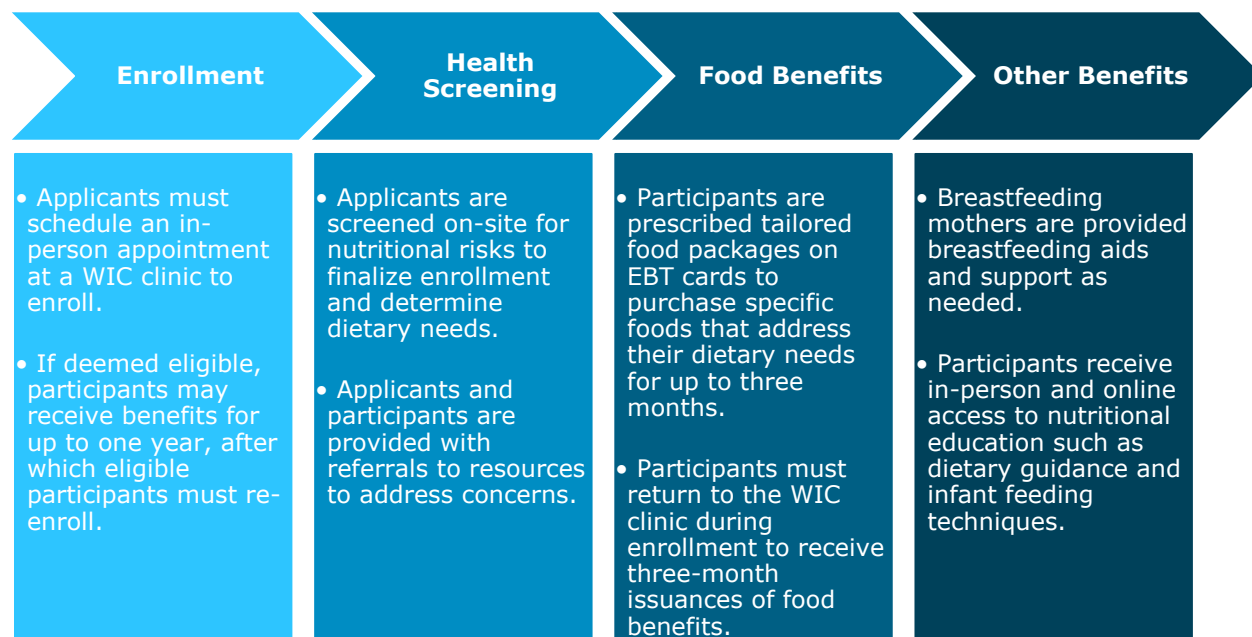 Enrollment
Health
Screening
Food Benefits
Other Benefits
• Applicants must
schedule an in-
person appointment
at a WIC clinic to
enroll.
• If deemed eligible,
participants may
receive benefits for
up to one year, after
which eligible
participants must re-
enroll.
• Applicants are
screened on-site for
nutritional risks to
finalize enrollment
and determine
dietary needs.
• Applicants and
participants are
provided with
referrals to resources
to address concerns.
• Participants are
prescribed tailored
food packages on
EBT cards to
purchase specific
foods that address
their dietary needs
for up to three
months.
• Participants must
return to the WIC
clinic during
enrollment to receive
three-month
issuances of food
benefits.
• Breastfeeding
mothers are provided
breastfeeding aids
and support as
needed.
• Participants receive
in-person and online
access to nutritional
education such as
dietary guidance and
infant feeding
techniques.